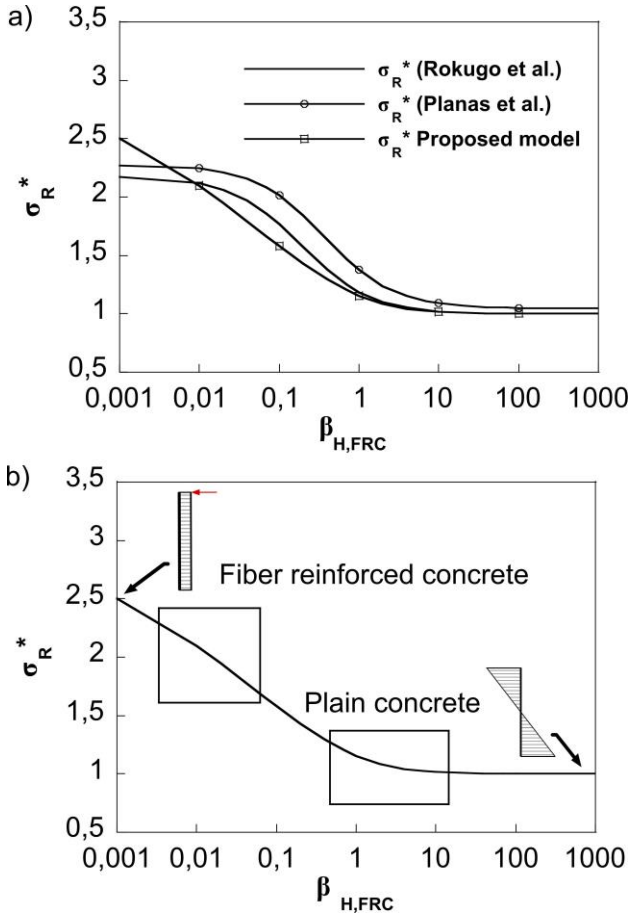 a)
3,5
3
2,5
2
1,5
1
0,5
σR*
σR* (Rokugo et al.)
σR* (Planas et al.)
σR* Proposed model
0,001 0,01 0,1 1 10 100 1000
βH,FRC
b)
3,5
3
2,5
2
1,5
1
0,5
σR*
Fiber reinforced concrete
Plain concrete
0,001 0,01 0,1 1 10 100 1000
βH,FRC